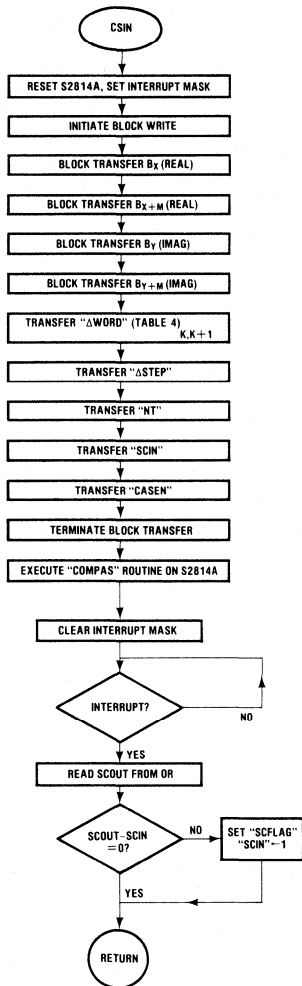 CSIN
RESET S2814A, SET INTERRUPT MASK
INITIATE BLOCK WRITE
BLOCK TRANSFER BX (REAL)
BLOCK TRANSFER BX+M (REAL)
BLOCK TRANSFER BY (IMAG)
BLOCK TRANSFER BY+M (IMAG)
TRANSFER “ΔWORD” (TABLE 4)
K,K+1
TRANSFER “ΔSTEP”
TRANSFER “NT”
TRANSFER “SCIN”
TRANSFER “CASEN”
TERMINATE BLOCK TRANSFER
EXECUTE “COMPAS” ROUTINE ON S2814A
CLEAR INTERRUPT MASK
INTERRUPT?
NO
YES
READ SCOUT FROM OR
SCOUT–SCIN
=0?
NO
SET “SCFLAG”
“SCIN”←1
YES
RETURN